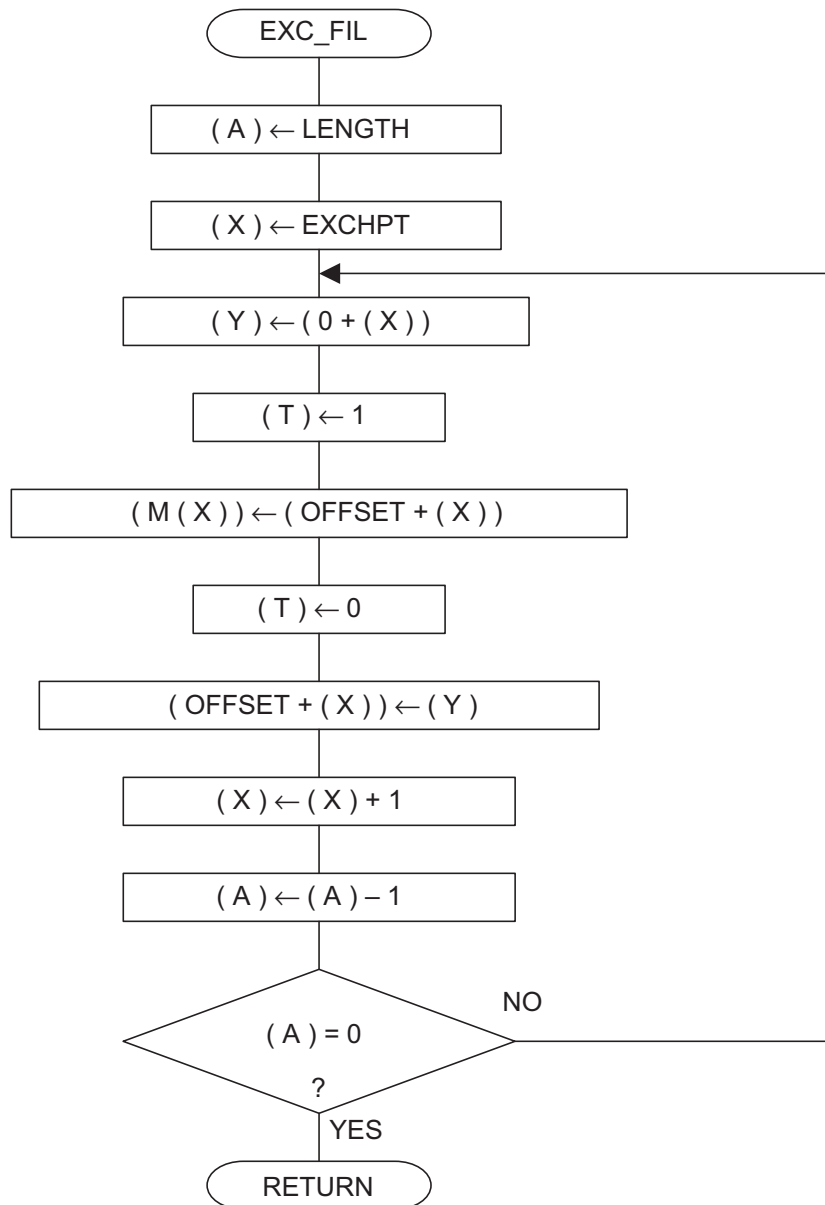 EXC_FIL
( A ) ← LENGTH
( X ) ← EXCHPT
( Y ) ← ( 0 + ( X ) )
( T ) ← 1
( M ( X ) ) ← ( OFFSET + ( X ) )
( T ) ← 0
( OFFSET + ( X ) ) ← ( Y )
( X ) ← ( X ) + 1
( A ) ← ( A ) – 1
NO
( A ) = 0
?
YES
RETURN